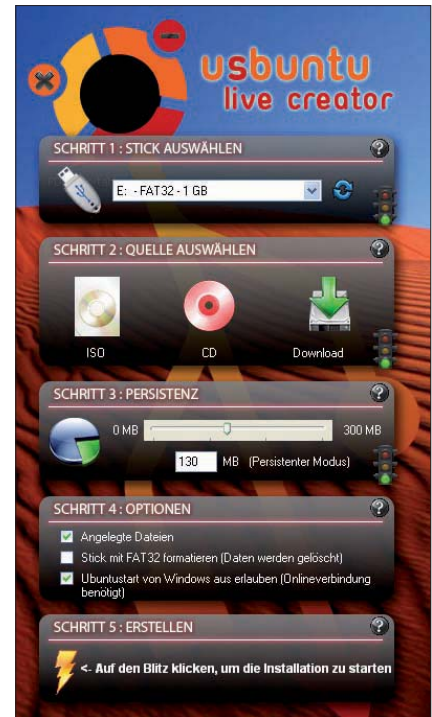 usbuntu
live creator
SCHRITT 1 : STICK AUSWÄHLEN
?
E: - FAT32 - 1 GB
SCHRITT 2 : QUELLE AUSWÄHLEN
?
ISO CD Download
SCHRITT 3 : PERSISTENZ
?
0 MB 300 MB
130 MB (Persistenter Modus)
SCHRITT 4 : OPTIONEN
?
Angelegte Dateien
Stick mit FAT32 formatieren (Daten werden gelöscht)
Ubuntustart von Windows aus erlauben (Onlineverbindung
benötigt)
SCHRITT 5 : ERSTELLEN
?
<- Auf den Blitz klicken, um die Installation zu starten